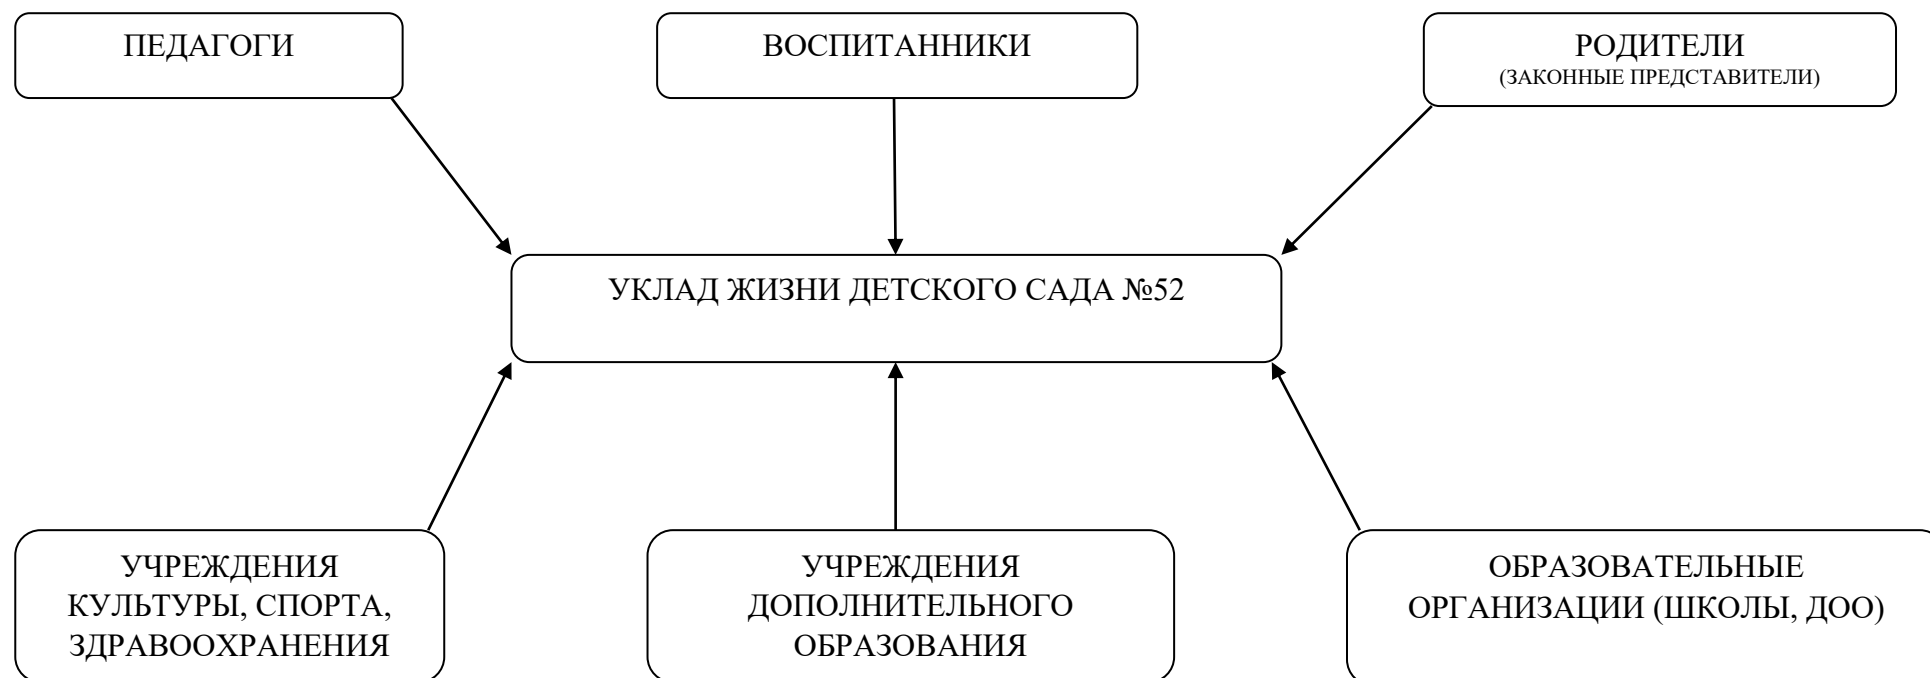 ПЕДАГОГИ
ВОСПИТАННИКИ
РОДИТЕЛИ
(ЗАКОННЫЕ ПРЕДСТАВИТЕЛИ)
УКЛАД ЖИЗНИ ДЕТСКОГО САДА №52
УЧРЕЖДЕНИЯ
КУЛЬТУРЫ, СПОРТА,
ЗДРАВООХРАНЕНИЯ
УЧРЕЖДЕНИЯ
ДОПОЛНИТЕЛЬНОГО
ОБРАЗОВАНИЯ
ОБРАЗОВАТЕЛЬНЫЕ
ОРГАНИЗАЦИИ (ШКОЛЫ, ДОО)